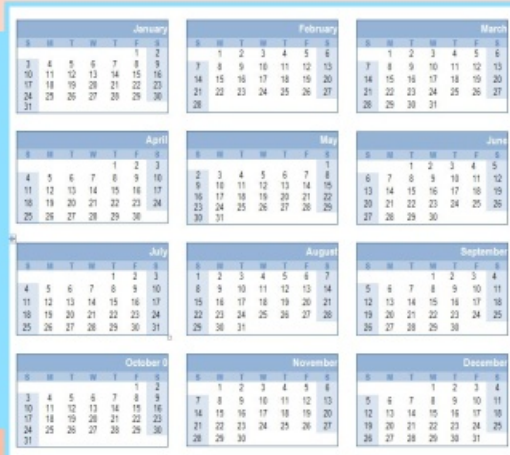 January
S M T W T F S
1 2
3 4 5 6 7 8 9
10 11 12 13 14 15 16
17 18 19 20 21 22 23
24 25 26 27 28 29 30
31
February
S M T W T F S
1 2 3 4 5 6
7 8 9 10 11 12 13
14 15 16 17 18 19 20
21 22 23 24 25 26 27
28
March
S M T W T F S
1 2 3 4 5 6
7 8 9 10 11 12 13
14 15 16 17 18 19 20
21 22 23 24 25 26 27
28 29 30 31
April
S M T W T F S
1 2 3
4 5 6 7 8 9 10
11 12 13 14 15 16 17
18 19 20 21 22 23 24
25 26 27 28 29 30
May
S M T W T F S
1
2 3 4 5 6 7 8
9 10 11 12 13 14 15
16 17 18 19 20 21 22
23 24 25 26 27 28 29
30 31
June
S M T W T F S
1 2 3 4 5
6 7 8 9 10 11 12
13 14 15 16 17 18 19
20 21 22 23 24 25 26
27 28 29 30
July
S M T W T F S
1 2 3
4 5 6 7 8 9 10
11 12 13 14 15 16 17
18 19 20 21 22 23 24
25 26 27 28 29 30 31
August
S M T W T F S
1 2 3 4 5 6 7
8 9 10 11 12 13 14
15 16 17 18 19 20 21
22 23 24 25 26 27 28
29 30 31
September
S M T W T F S
1 2 3 4
5 6 7 8 9 10 11
12 13 14 15 16 17 18
19 20 21 22 23 24 25
26 27 28 29 30
October 0
S M T W T F S
1 2
3 4 5 6 7 8 9
10 11 12 13 14 15 16
17 18 19 20 21 22 23
24 25 26 27 28 29 30
31
November
S M T W T F S
1 2 3 4 5 6
7 8 9 10 11 12 13
14 15 16 17 18 19 20
21 22 23 24 25 26 27
28 29 30
December
S M T W T F S
1 2 3 4
5 6 7 8 9 10 11
12 13 14 15 16 17 18
19 20 21 22 23 24 25
26 27 28 29 30 31